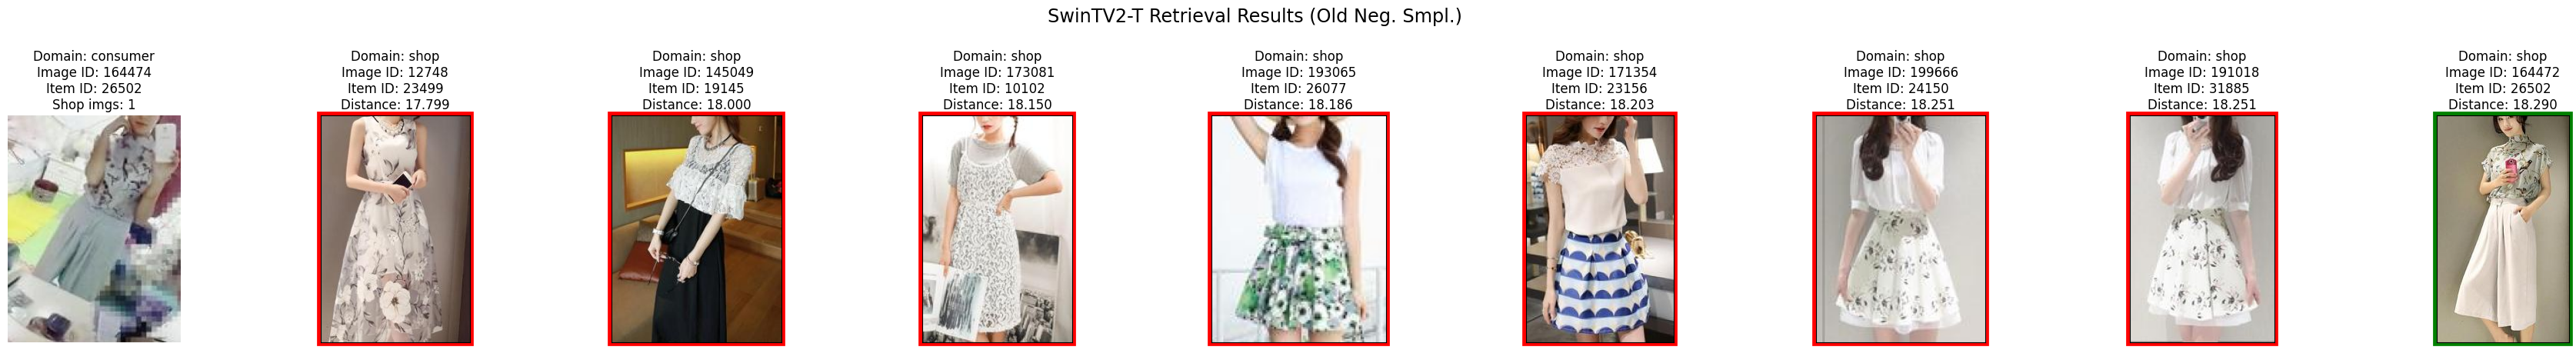 SwinTV2-T Retrieval Results (Old Neg. Smpl.)
Domain: consumer
Image ID: 164474
Item ID: 26502
Shop imgs: 1
Domain: shop
Image ID: 12748
Item ID: 23499
Distance: 17.799
Domain: shop
Image ID: 145049
Item ID: 19145
Distance: 18.000
Domain: shop
Image ID: 173081
Item ID: 10102
Distance: 18.150
Domain: shop
Image ID: 193065
Item ID: 26077
Distance: 18.186
Domain: shop
Image ID: 171354
Item ID: 23156
Distance: 18.203
Domain: shop
Image ID: 199666
Item ID: 24150
Distance: 18.251
Domain: shop
Image ID: 191018
Item ID: 31885
Distance: 18.251
Domain: shop
Image ID: 164472
Item ID: 26502
Distance: 18.290